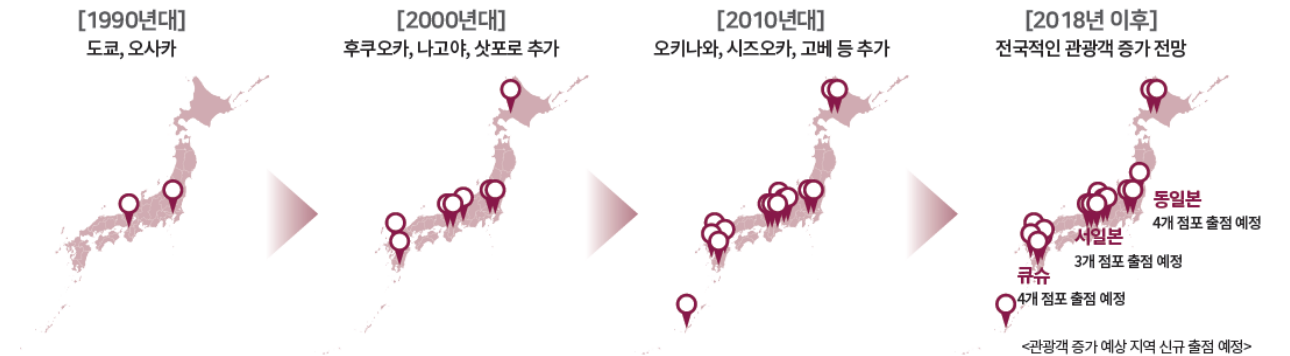 [1990년대]
도쿄, 오사카
[2000년대]
후쿠오카, 나고야, 삿포로 추가
[2010년대]
오키나와, 시즈오카, 고베 등 추가
[2018년 이후]
전국적인 관광객 증가 전망
동일본
4개 점포 출점 예정
서일본
3개 점포 출점 예정
큐슈
4개 점포 출점 예정
<관광객 증가 예상 지역 신규 출점 예정>